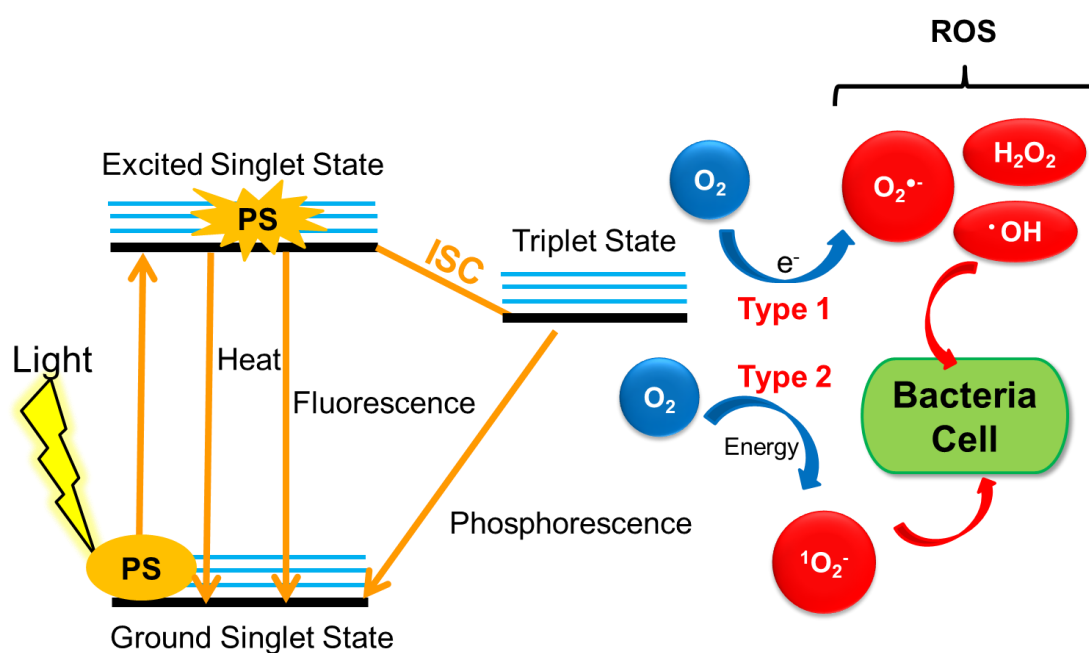 ROS
Excited Singlet State
PS
ISC
Triplet State
O₂
O₂•-
H₂O₂
•OH
e-
Type 1
Light
Heat
Fluorescence
Type 2
O₂
Energy
Bacteria
Cell
Phosphorescence
¹O₂-
PS
Ground Singlet State